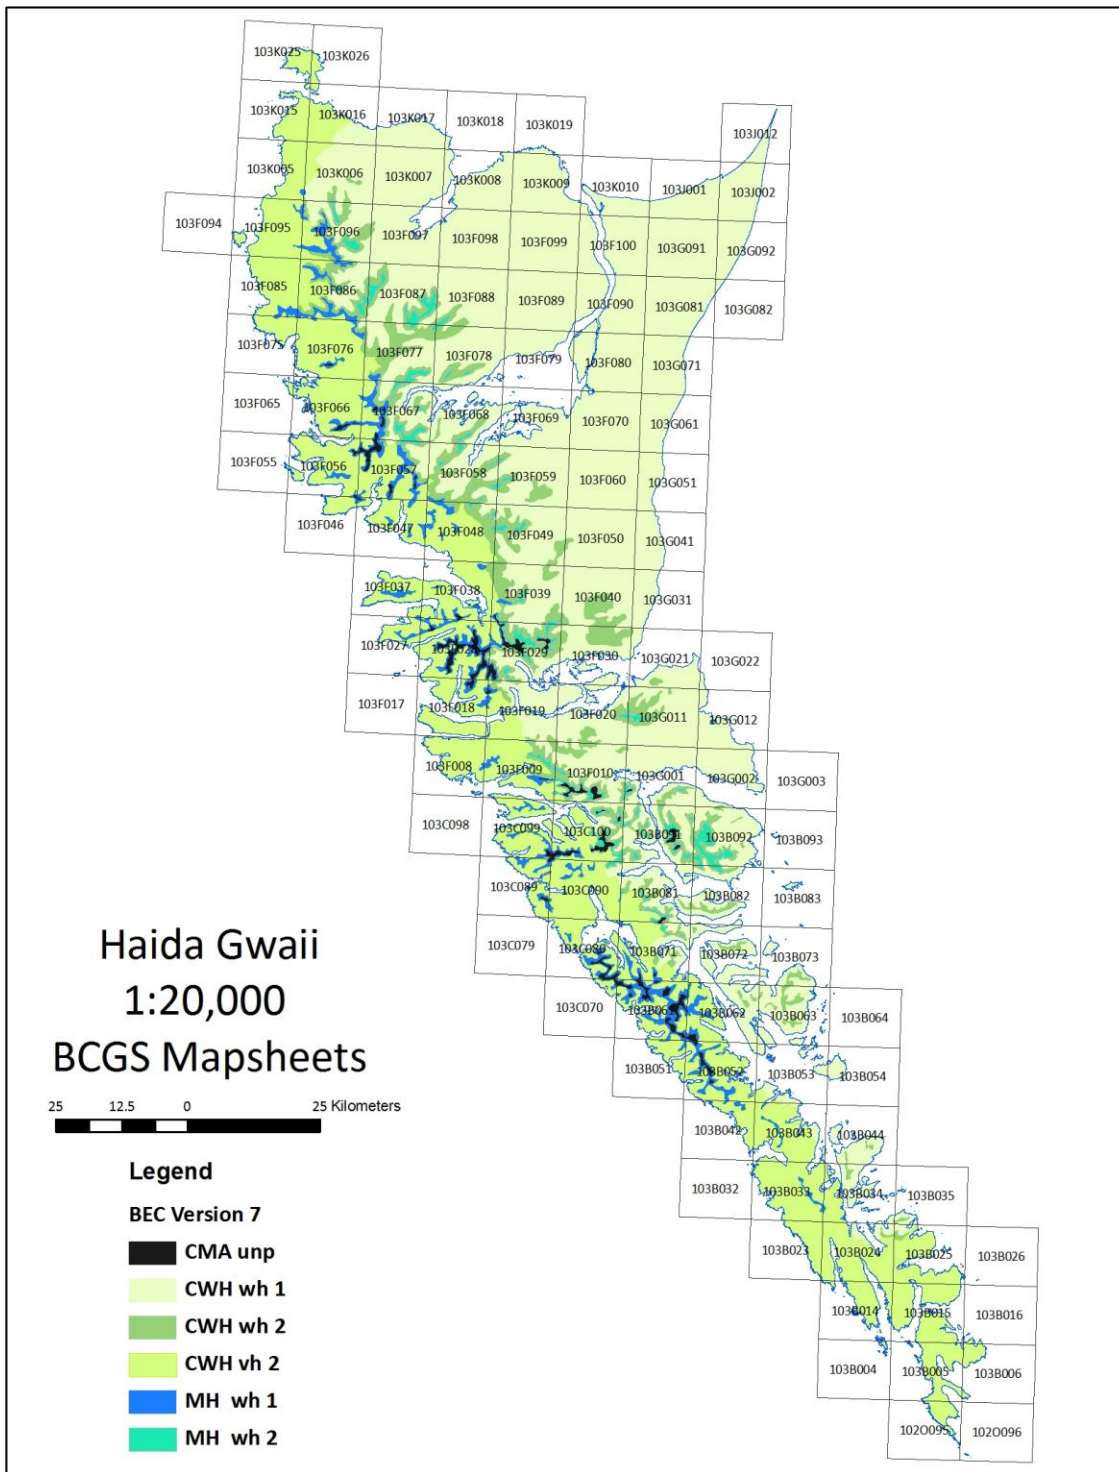 103K025 103K026
103K015 103K016 103K017 103K018 103K019 103J012
103K005 103K006 103K007 103K008 103K009 103K010 103J001 103J002
103F094 103F095 103F096 103F097 103F098 103F099 103F100 103G091 103G092
103F085 103F086 103F087 103F088 103F089 103F090 103G081 103G082
103F075 103F076 103F077 103F078 103F079 103F080 103G071
103F065 103F066 103F067 103F068 103F069 103F070 103G061
103F055 103F056 103F057 103F058 103F059 103F060 103G051
103F046 103F047 103F048 103F049 103F050 103G041
103F037 103F038 103F039 103F040 103G031
103F027 103F029 103F030 103G021 103G022
103F017 103F018 103F019 103F020 103G011 103G012
103F008 103F009 103F010 103G001 103G002 103G003
103C098 103C099 103C100 103B091 103B092 103B093
103C089 103C090 103B081 103B082 103B083
103C079 103C080 103B071 103B072 103B073
103C070 103B062 103B063 103B064
103B051 103B052 103B053 103B054
103B042 103B043 103B044
103B032 103B033 103B034 103B035
103B023 103B024 103B025 103B026
103B014 103B015 103B016
103B004 103B005 103B006
102O095 102O096
Haida Gwaii
1:20,000
BCGS Mapsheets
25 12.5 0 25 Kilometers
Legend
BEC Version 7
CMA unp
CWH wh 1
CWH wh 2
CWH vh 2
MH wh 1
MH wh 2